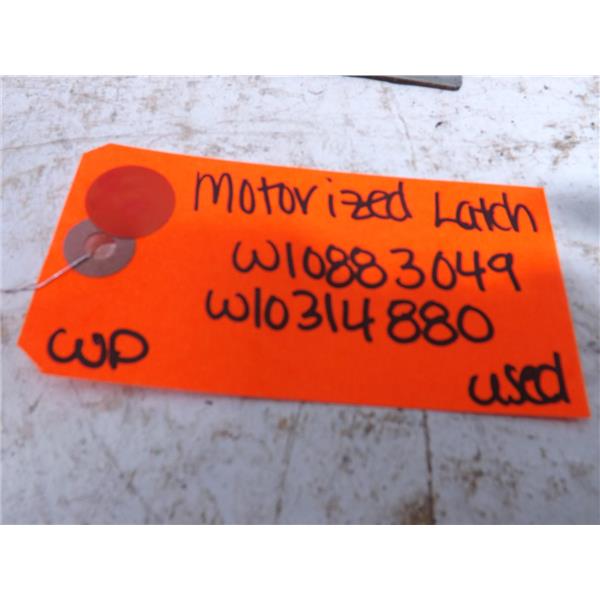 Motorized Latch
W10883049
W10314880
WP
used